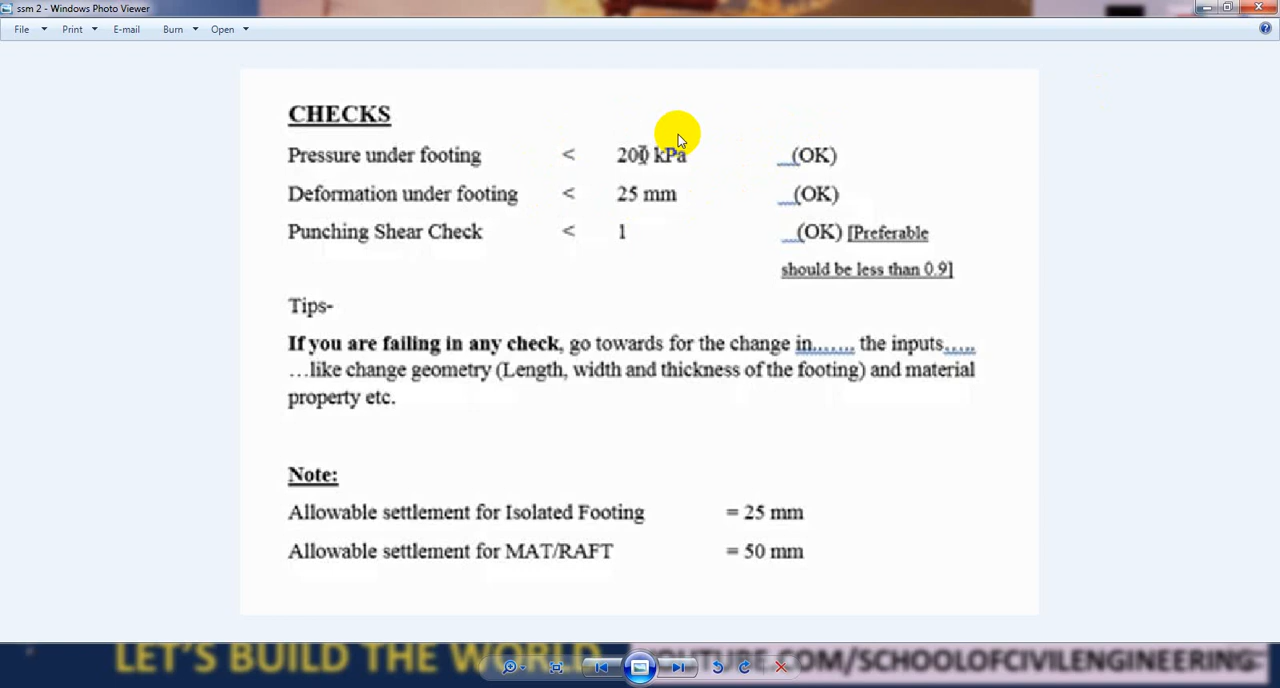 ssm 2 - Windows Photo Viewer
File Print E-mail Burn Open
CHECKS
Pressure under footing < 200 kPa (OK)
Deformation under footing < 25 mm (OK)
Punching Shear Check < 1 (OK) [Preferable
should be less than 0.9]
Tips-
If you are failing in any check, go towards for the change in....... the inputs.....
...like change geometry (Length, width and thickness of the footing) and material
property etc.
Note:
Allowable settlement for Isolated Footing = 25 mm
Allowable settlement for MAT/RAFT = 50 mm
LET'S BUILD THE WORLD YOUTUBE.COM/SCHOOLOFCIVILENGINEERING